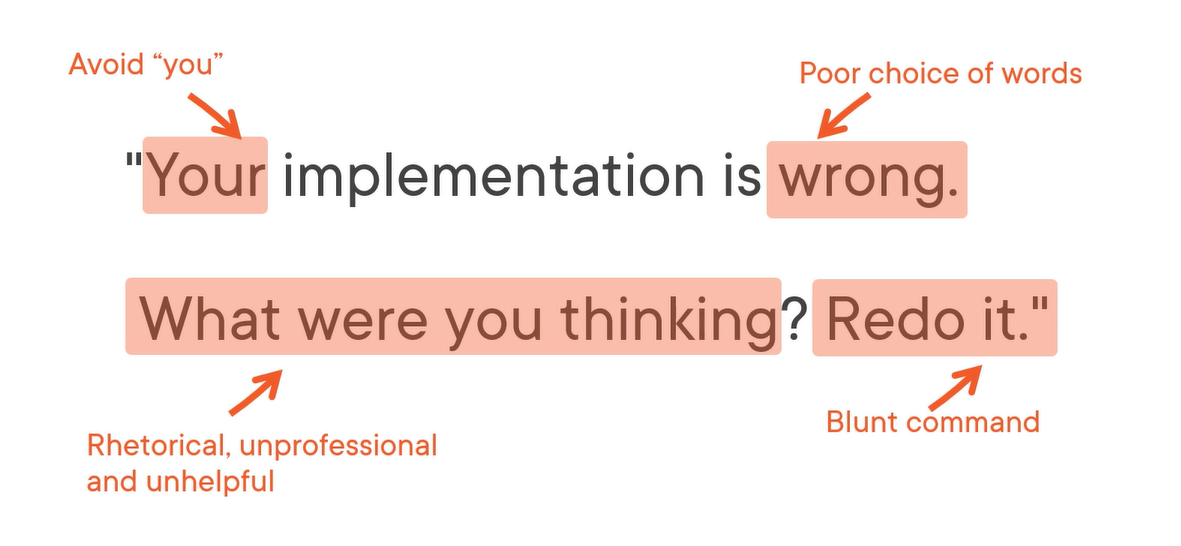 Avoid “you”
Poor choice of words
"Your implementation is wrong.
What were you thinking? Redo it."
Rhetorical, unprofessional
and unhelpful
Blunt command